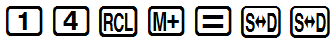 1 4 RCL M+ = S↔D S↔D